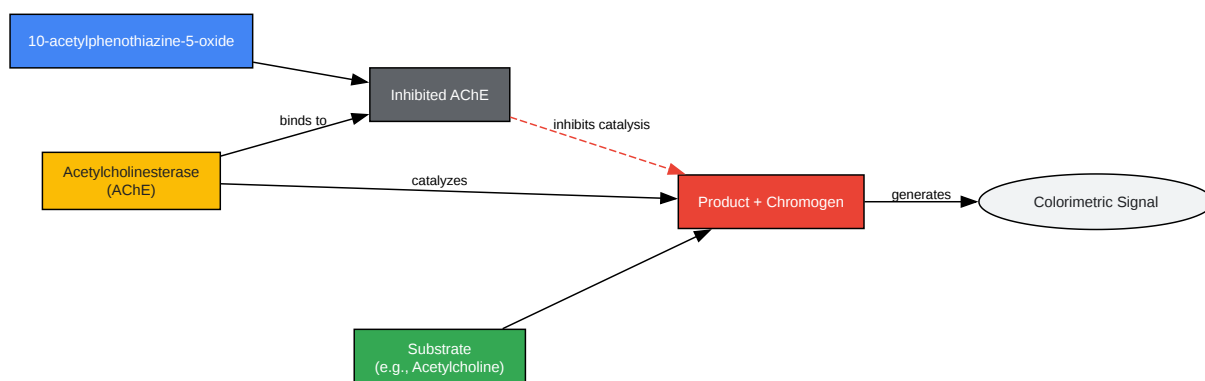 10-acetylphenothiazine-5-oxide
Inhibited AChE
binds to
inhibits catalysis
Acetylcholinesterase
(AChE)
catalyzes
Product + Chromogen
generates
Colorimetric Signal
Substrate
(e.g., Acetylcholine)